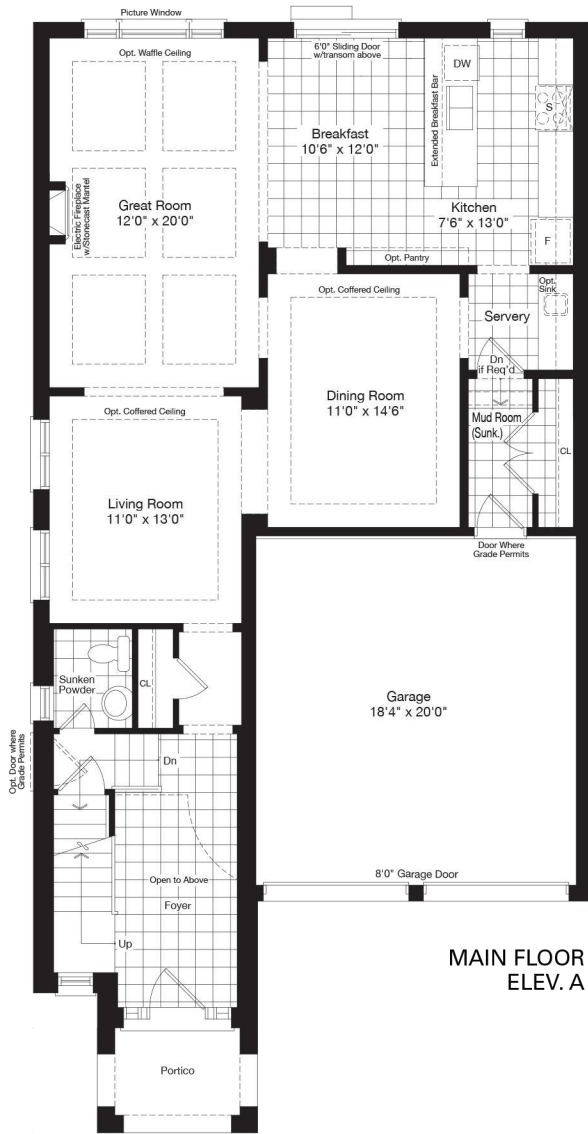 Picture Window
Opt. Waffle Ceiling
6'0" Sliding Door
w/transom above
DW
Extended Breakfast Bar
S
Breakfast
10'6" x 12'0"
Electric Fireplace
w/Stonecast Mantel
Great Room
12'0" x 20'0"
Kitchen
7'6" x 13'0"
F
Opt. Pantry
Opt. Coffered Ceiling
Opt.
Sink
Servery
Dn
if Req'd
Dining Room
11'0" x 14'6"
Opt. Coffered Ceiling
Mud Room
(Sunk.)
CL
Living Room
11'0" x 13'0"
Door Where
Grade Permits
Sunken
Powder
CL
Garage
18'4" x 20'0"
Opt. Door where
Grade Permits
Dn
8'0" Garage Door
Open to Above
Foyer
Up
MAIN FLOOR
ELEV. A
Portico